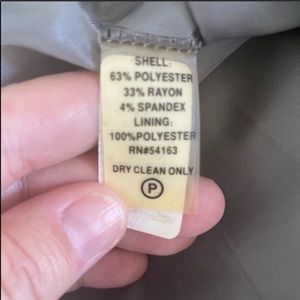 SHELL:
63% POLYESTER
33% RAYON
4% SPANDEX
LINING:
100%POLYESTER
RN#54163
DRY CLEAN ONLY
P